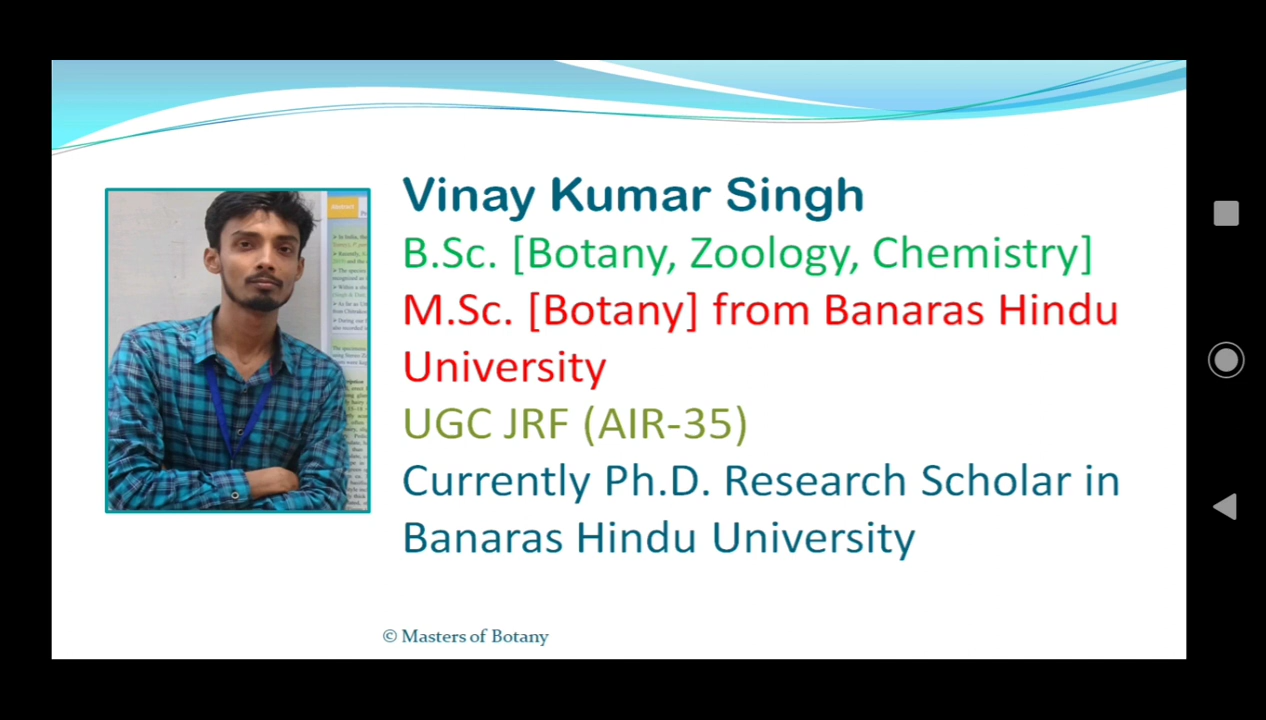 Vinay Kumar Singh
B.Sc. [Botany, Zoology, Chemistry]
M.Sc. [Botany] from Banaras Hindu
University
UGC JRF (AIR-35)
Currently Ph.D. Research Scholar in
Banaras Hindu University
© Masters of Botany